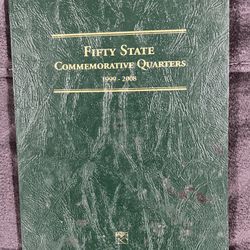 Fifty State
Commemorative Quarters
1999 - 2008